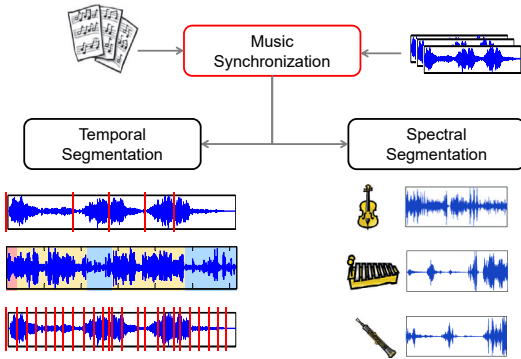 Music
Synchronization
Temporal
Segmentation
Spectral
Segmentation